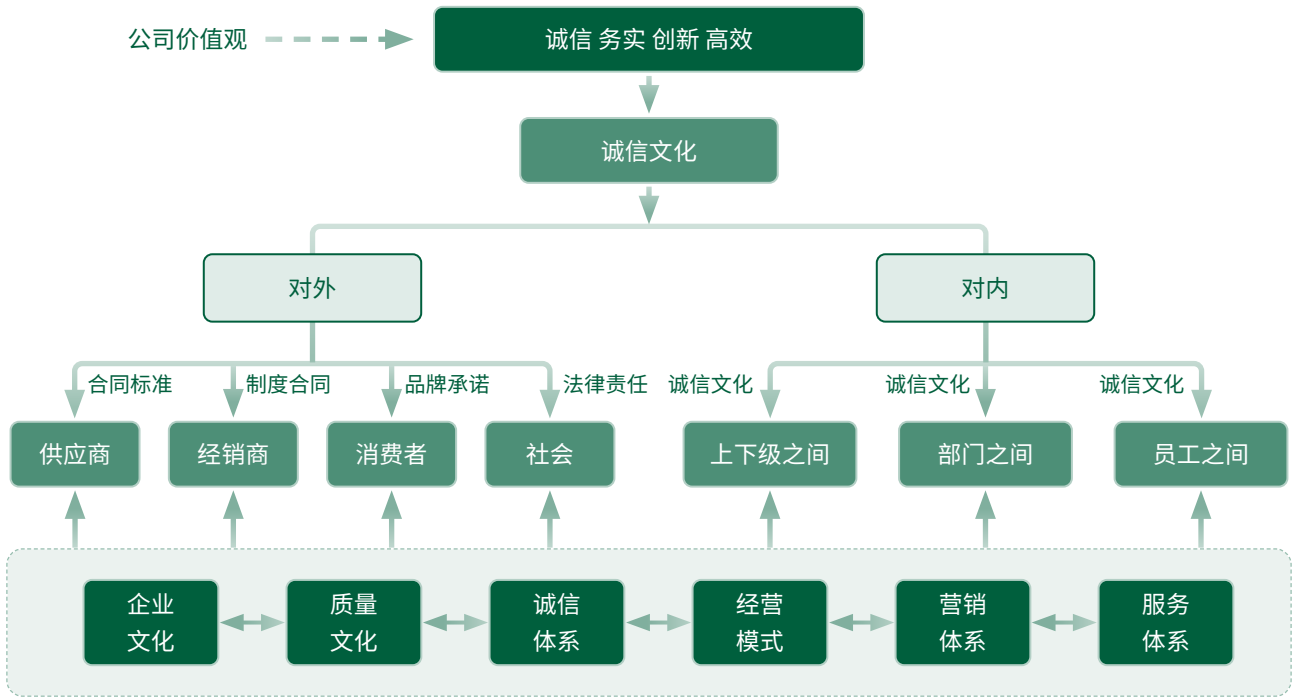 公司价值观
诚信 务实 创新 高效
诚信文化
对外
对内
合同标准
制度合同
品牌承诺
法律责任
诚信文化
诚信文化
诚信文化
供应商
经销商
消费者
社会
上下级之间
部门之间
员工之间
企业
文化
质量
文化
诚信
体系
经营
模式
营销
体系
服务
体系